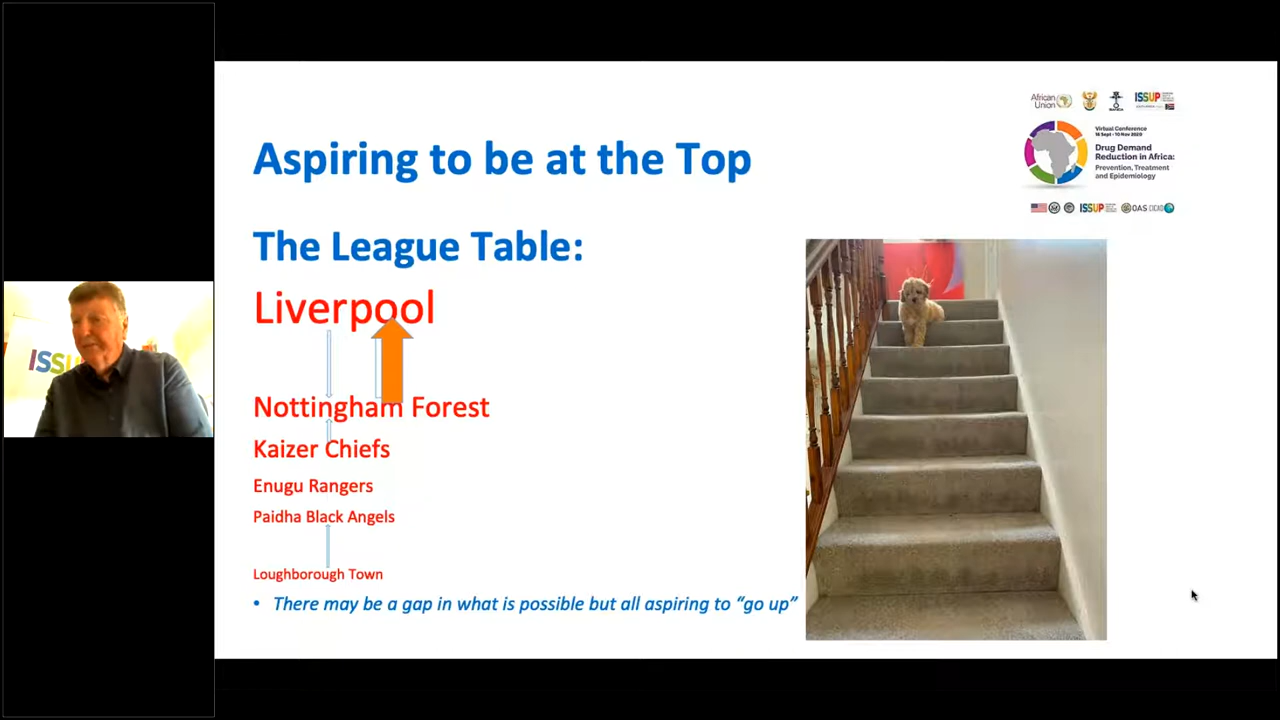 African
Union
ISSUP
Virtual Conference
Drug Demand
Reduction in Africa:
Prevention, Treatment
and Epidemiology
ISSUP
OAS
Aspiring to be at the Top
The League Table:
Liverpool
Nottingham Forest
Kaizer Chiefs
Enugu Rangers
Paidha Black Angels
Loughborough Town
• There may be a gap in what is possible but all aspiring to “go up”
ISSUP